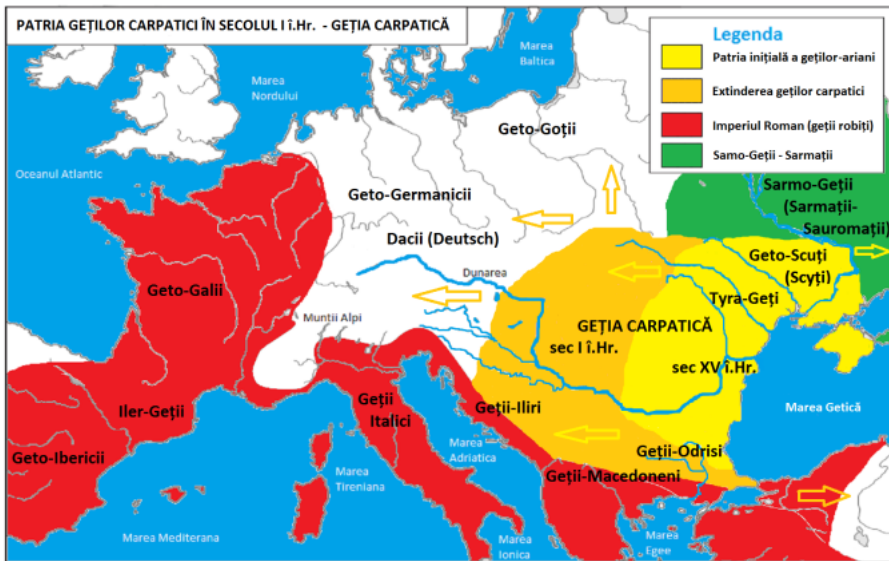 PATRIA GEȚILOR CARPATICI ÎN SECOLUL I î.Hr. - GEȚIA CARPATICĂ
Legenda
Patria inițială a geților-ariani
Extinderea geților carpatici
Imperiul Roman (geții robiți)
Samo-Geții - Sarmații
Marea
Baltica
Marea
Nordului
Oceanul Atlantic
Geto-Goții
Geto-Germanicii
Dacii (Deutsch)
Sarmo-Geții
(Sarmații-
Sauromații)
Geto-Scuți
(Scyți)
Tyra-Geți
Dunarea
Geto-Galii
Muntii Alpi
GEȚIA CARPATICĂ
sec I î.Hr.
sec XV î.Hr.
Iler-Geții
Geto-Ibericii
Geții
Italici
Geții-Iliri
Marea Getică
Marea
Adriatica
Geții-Odrisi
Geții-Macedoneni
Marea
Tireniana
Marea Mediterana
Marea
Ionica
Marea
Egee